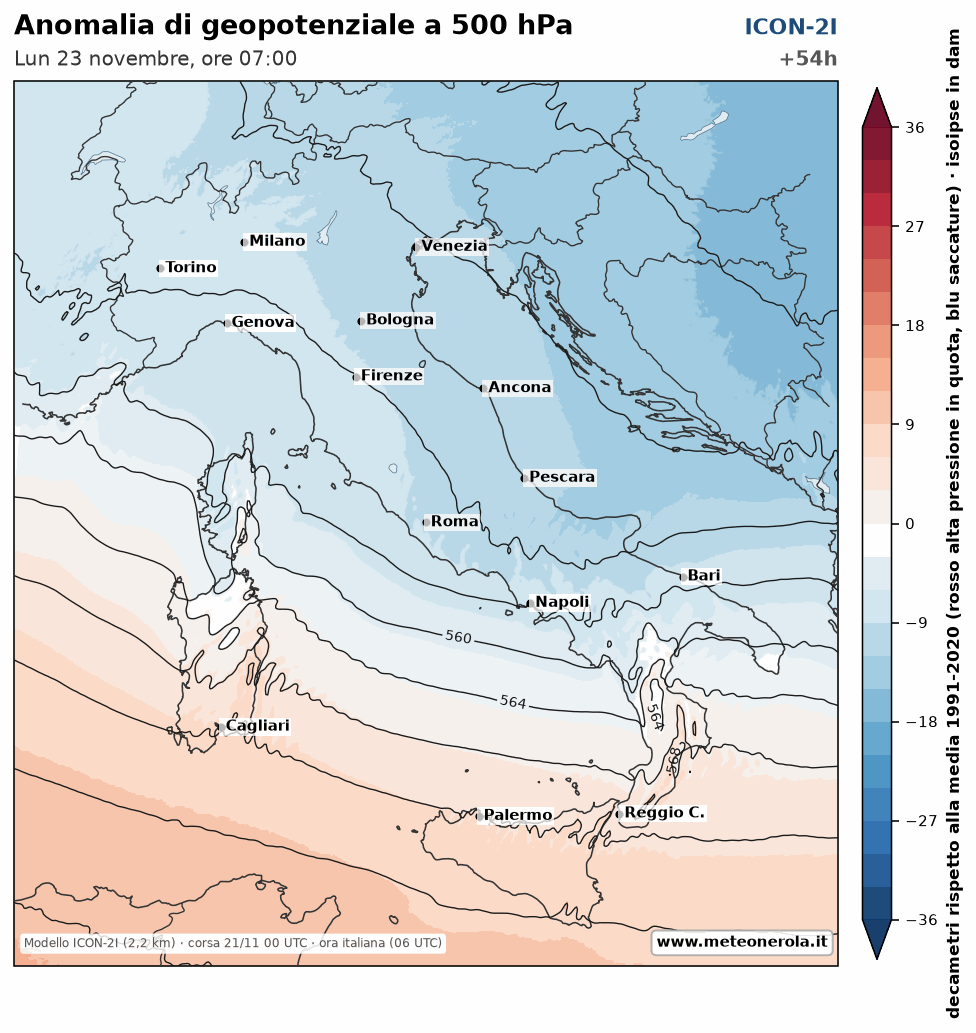 Anomalia di geopotenziale a 500 hPa
ICON-2I
Lun 23 novembre, ore 07:00
+54h
Milano
Venezia
Torino
Genova
Bologna
Firenze
Ancona
Pescara
Roma
Bari
Napoli
560
564
564
568
Cagliari
Palermo
Reggio C.
Modello ICON-2I (2,2 km) · corsa 21/11 00 UTC · ora italiana (06 UTC)
www.meteonerola.it
36
27
18
9
0
−9
−18
−27
−36
decametri rispetto alla media 1991-2020 (rosso alta pressione in quota, blu saccature) · isoipse in dam